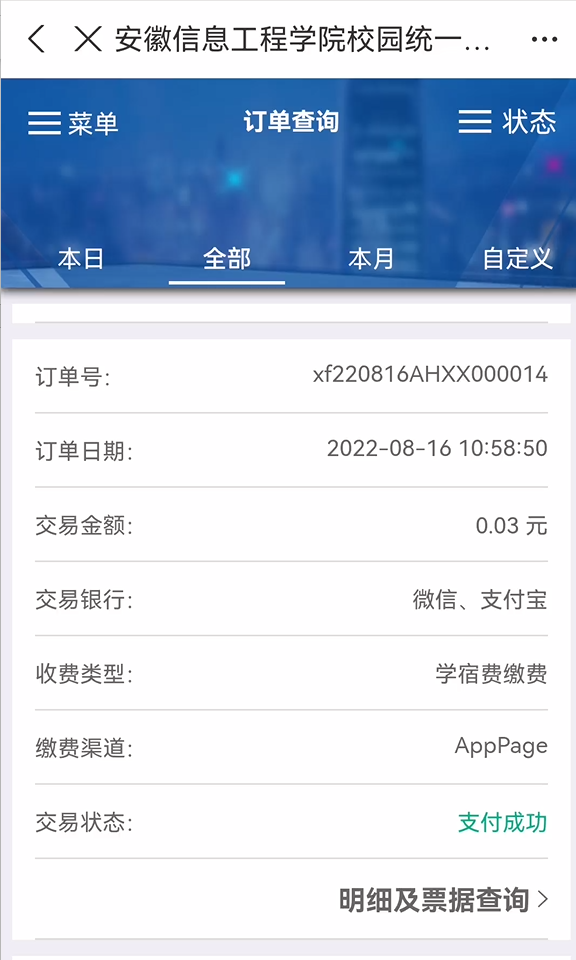 安徽信息工程学院校园统一...
菜单 订单查询 状态
本日 全部 本月 自定义
订单号: xf220816AHXX000014
订单日期: 2022-08-16 10:58:50
交易金额: 0.03 元
交易银行: 微信、支付宝
收费类型: 学宿费缴费
缴费渠道: AppPage
交易状态: 支付成功
明细及票据查询